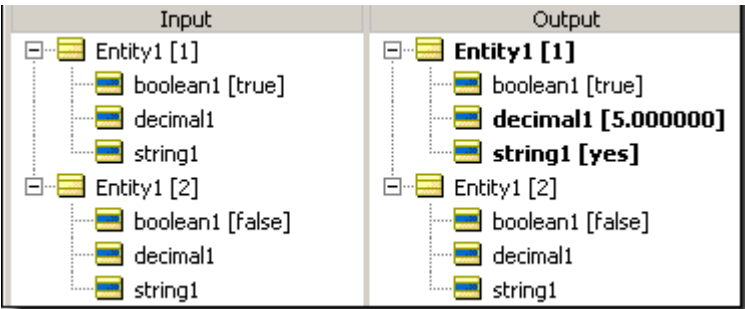 Input
Entity1 [1]
boolean1 [true]
decimal1
string1
Entity1 [2]
boolean1 [false]
decimal1
string1
Output
Entity1 [1]
boolean1 [true]
decimal1 [5.000000]
string1 [yes]
Entity1 [2]
boolean1 [false]
decimal1
string1